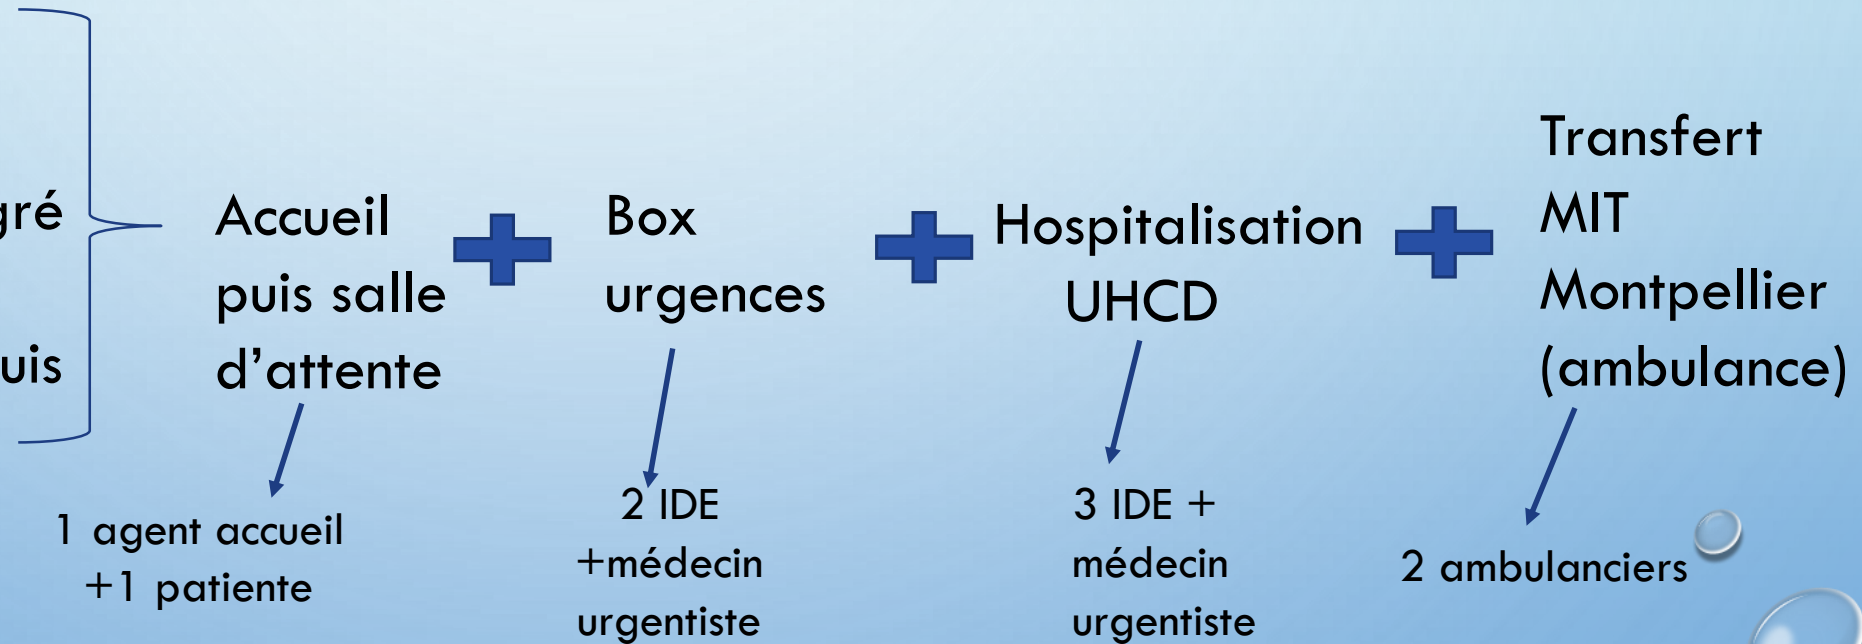 gré
uis
Accueil
puis salle
d’attente
Box
urgences
Hospitalisation
UHCD
Transfert
MIT
Montpellier
(ambulance)
1 agent accueil
+1 patiente
2 IDE
+médecin
urgentiste
3 IDE +
médecin
urgentiste
2 ambulanciers